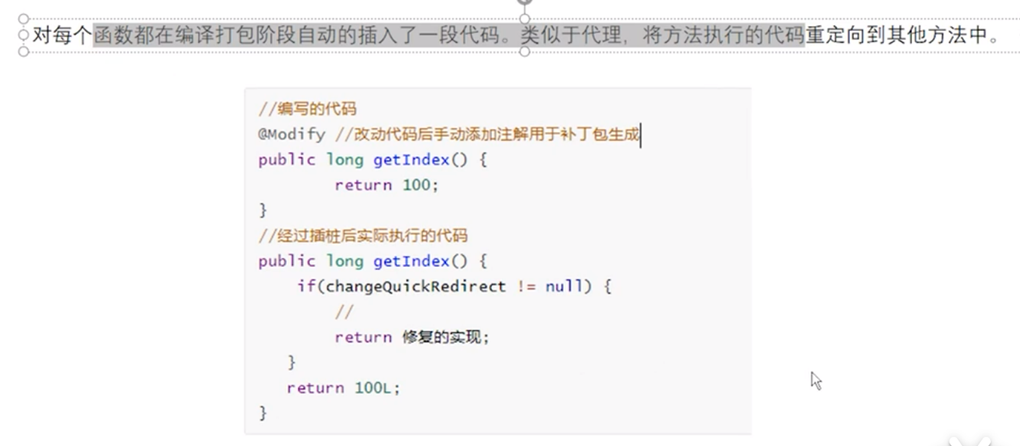 对每个函数都在编译打包阶段自动的插入了一段代码。类似于代理，将方法执行的代码重定向到其他方法中。
//编写的代码
@Modify //改动代码后手动添加注解用于补丁包生成
public long getIndex() {
return 100;
}
//经过插桩后实际执行的代码
public long getIndex() {
if(changeQuickRedirect != null) {
//
return 修复的实现;
}
return 100L;
}